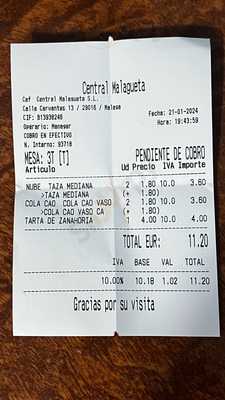 Central Malagueta
Caf Central Malagueta S.L.
Calle Cervantes 13 / 29016 / Malaga
CIF: B13938246
Fecha: 21-01-2024
Operario: Manager
Hora: 19:43:59
COBRO EN EFECTIVO
N. Interno: 93718
MESA: 3T [T] PENDIENTE DE COBRO
Articulo Ud Precio IVA Importe
NUBE TAZA MEDIANA 2 1.80 10.0 3.60
>TAZA MEDIANA (+ 1.80)
COLA CAO COLA CAO VASO 2 1.80 10.0 3.60
>COLA CAO VASO CA (+ 1.80)
TARTA DE ZANAHORIA 1 4.00 10.0 4.00
TOTAL EUR: 11.20
IVA BASE VAL TOTAL
10.00% 10.18 1.02 11.20
Gracias por su visita